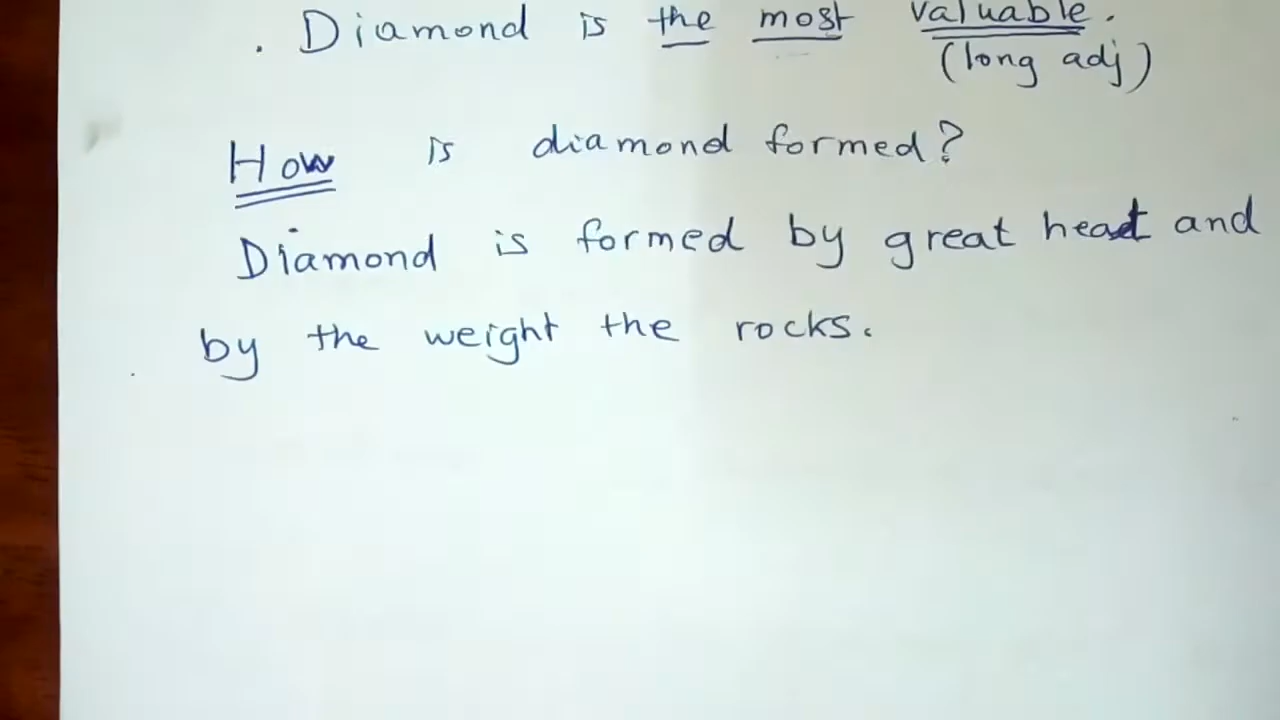 . Diamond is the most valuable.
(long adj)
How is diamond formed?
Diamond is formed by great heat and
by the weight the rocks.